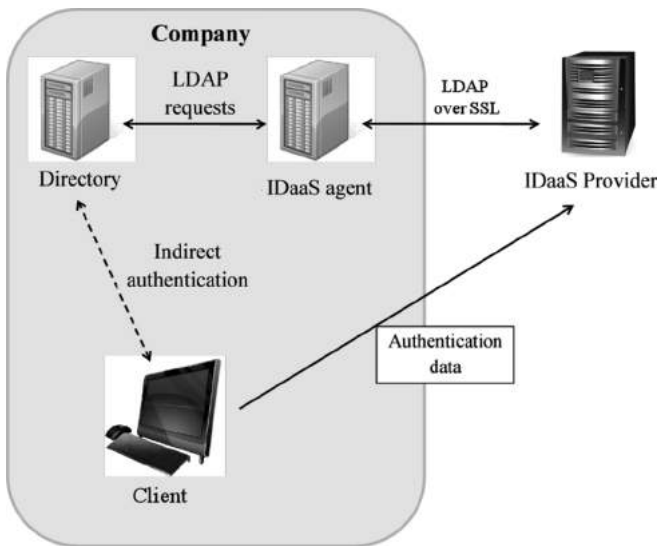 Company
LDAP
requests
LDAP
over SSL
Directory
IDaaS agent
IDaaS Provider
Indirect
authentication
Authentication
data
Client